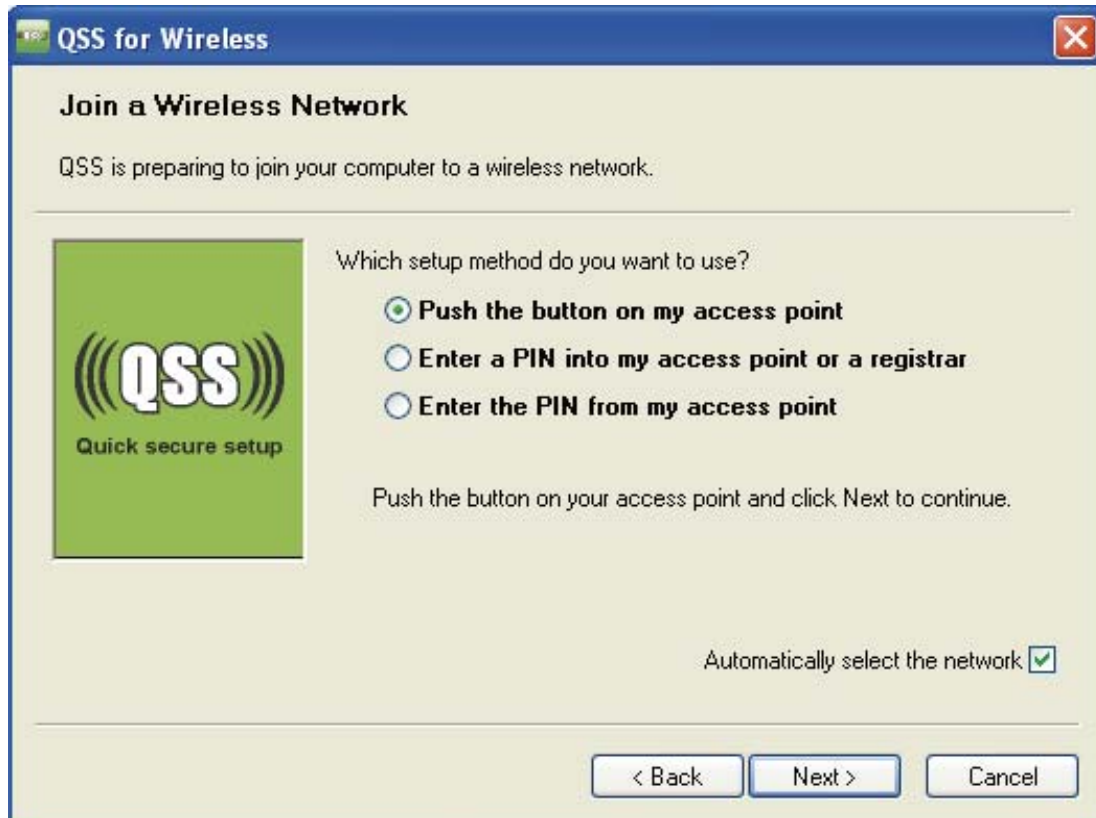 QSS for Wireless
Join a Wireless Network
QSS is preparing to join your computer to a wireless network.
Which setup method do you want to use?
Push the button on my access point
Enter a PIN into my access point or a registrar
Enter the PIN from my access point
(((QSS)))
Quick secure setup
Push the button on your access point and click Next to continue.
Automatically select the network
< Back
Next >
Cancel